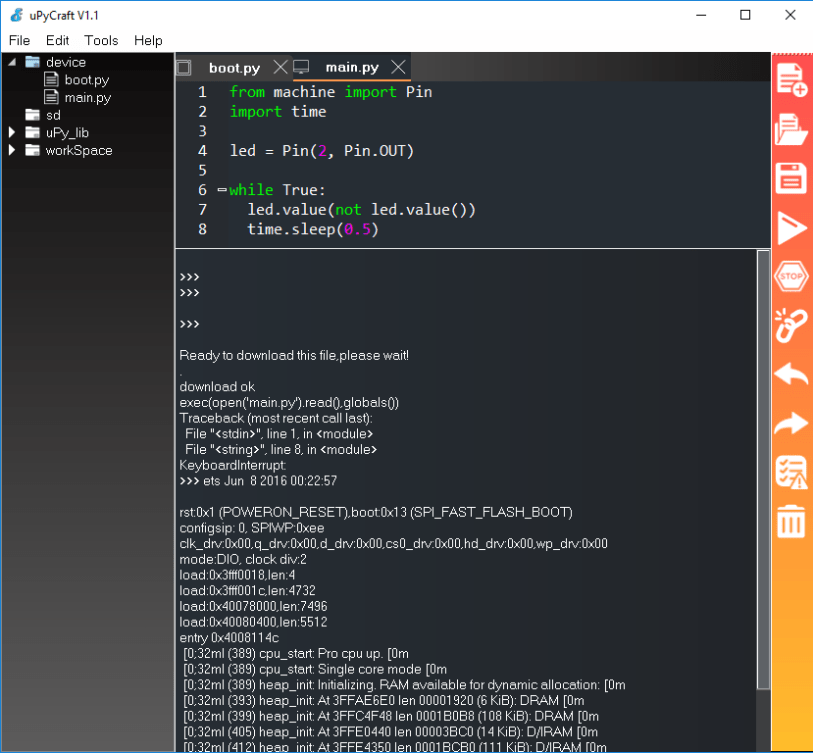 uPyCraft V1.1
File Edit Tools Help
device
boot.py
main.py
sd
uPy_lib
workSpace
boot.py main.py
1 from machine import Pin
2 import time
3
4 led = Pin(2, Pin.OUT)
5
6 while True:
7 led.value(not led.value())
8 time.sleep(0.5)
>>>
>>>
>>>
Ready to download this file,please wait!
.
download ok
exec(open('main.py').read(),globals())
Traceback (most recent call last):
File "<stdin>", line 1, in <module>
File "<string>", line 8, in <module>
KeyboardInterrupt:
>>> ets Jun  8 2016 00:22:57
rst:0x1 (POWERON_RESET),boot:0x13 (SPI_FAST_FLASH_BOOT)
configsip: 0, SPIWP:0xee
clk_drv:0x00,q_drv:0x00,d_drv:0x00,cs0_drv:0x00,hd_drv:0x00,wp_drv:0x00
mode:DIO, clock div:2
load:0x3fff0018,len:4
load:0x3fff001c,len:4732
load:0x40078000,len:7496
load:0x40080400,len:5512
entry 0x4008114c
[0;32mI (389) cpu_start: Pro cpu up. [0m
[0;32mI (389) cpu_start: Single core mode [0m
[0;32mI (389) heap_init: Initializing. RAM available for dynamic allocation: [0m
[0;32mI (393) heap_init: At 3FFAE6E0 len 00001920 (6 KiB): DRAM [0m
[0;32mI (399) heap_init: At 3FFC4F48 len 0001B0B8 (108 KiB): DRAM [0m
[0;32mI (405) heap_init: At 3FFE0440 len 00003BC0 (14 KiB): D/IRAM [0m
[0;32mI (412) heap_init: At 3FFE4350 len 0001BCB0 (111 KiB): D/IRAM [0m
STOP